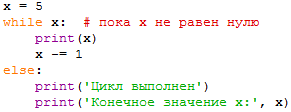 x = 5
while x:  # пока x не равен нулю
    print(x)
    x -= 1
else:
    print('Цикл выполнен')
    print('Конечное значение x:', x)